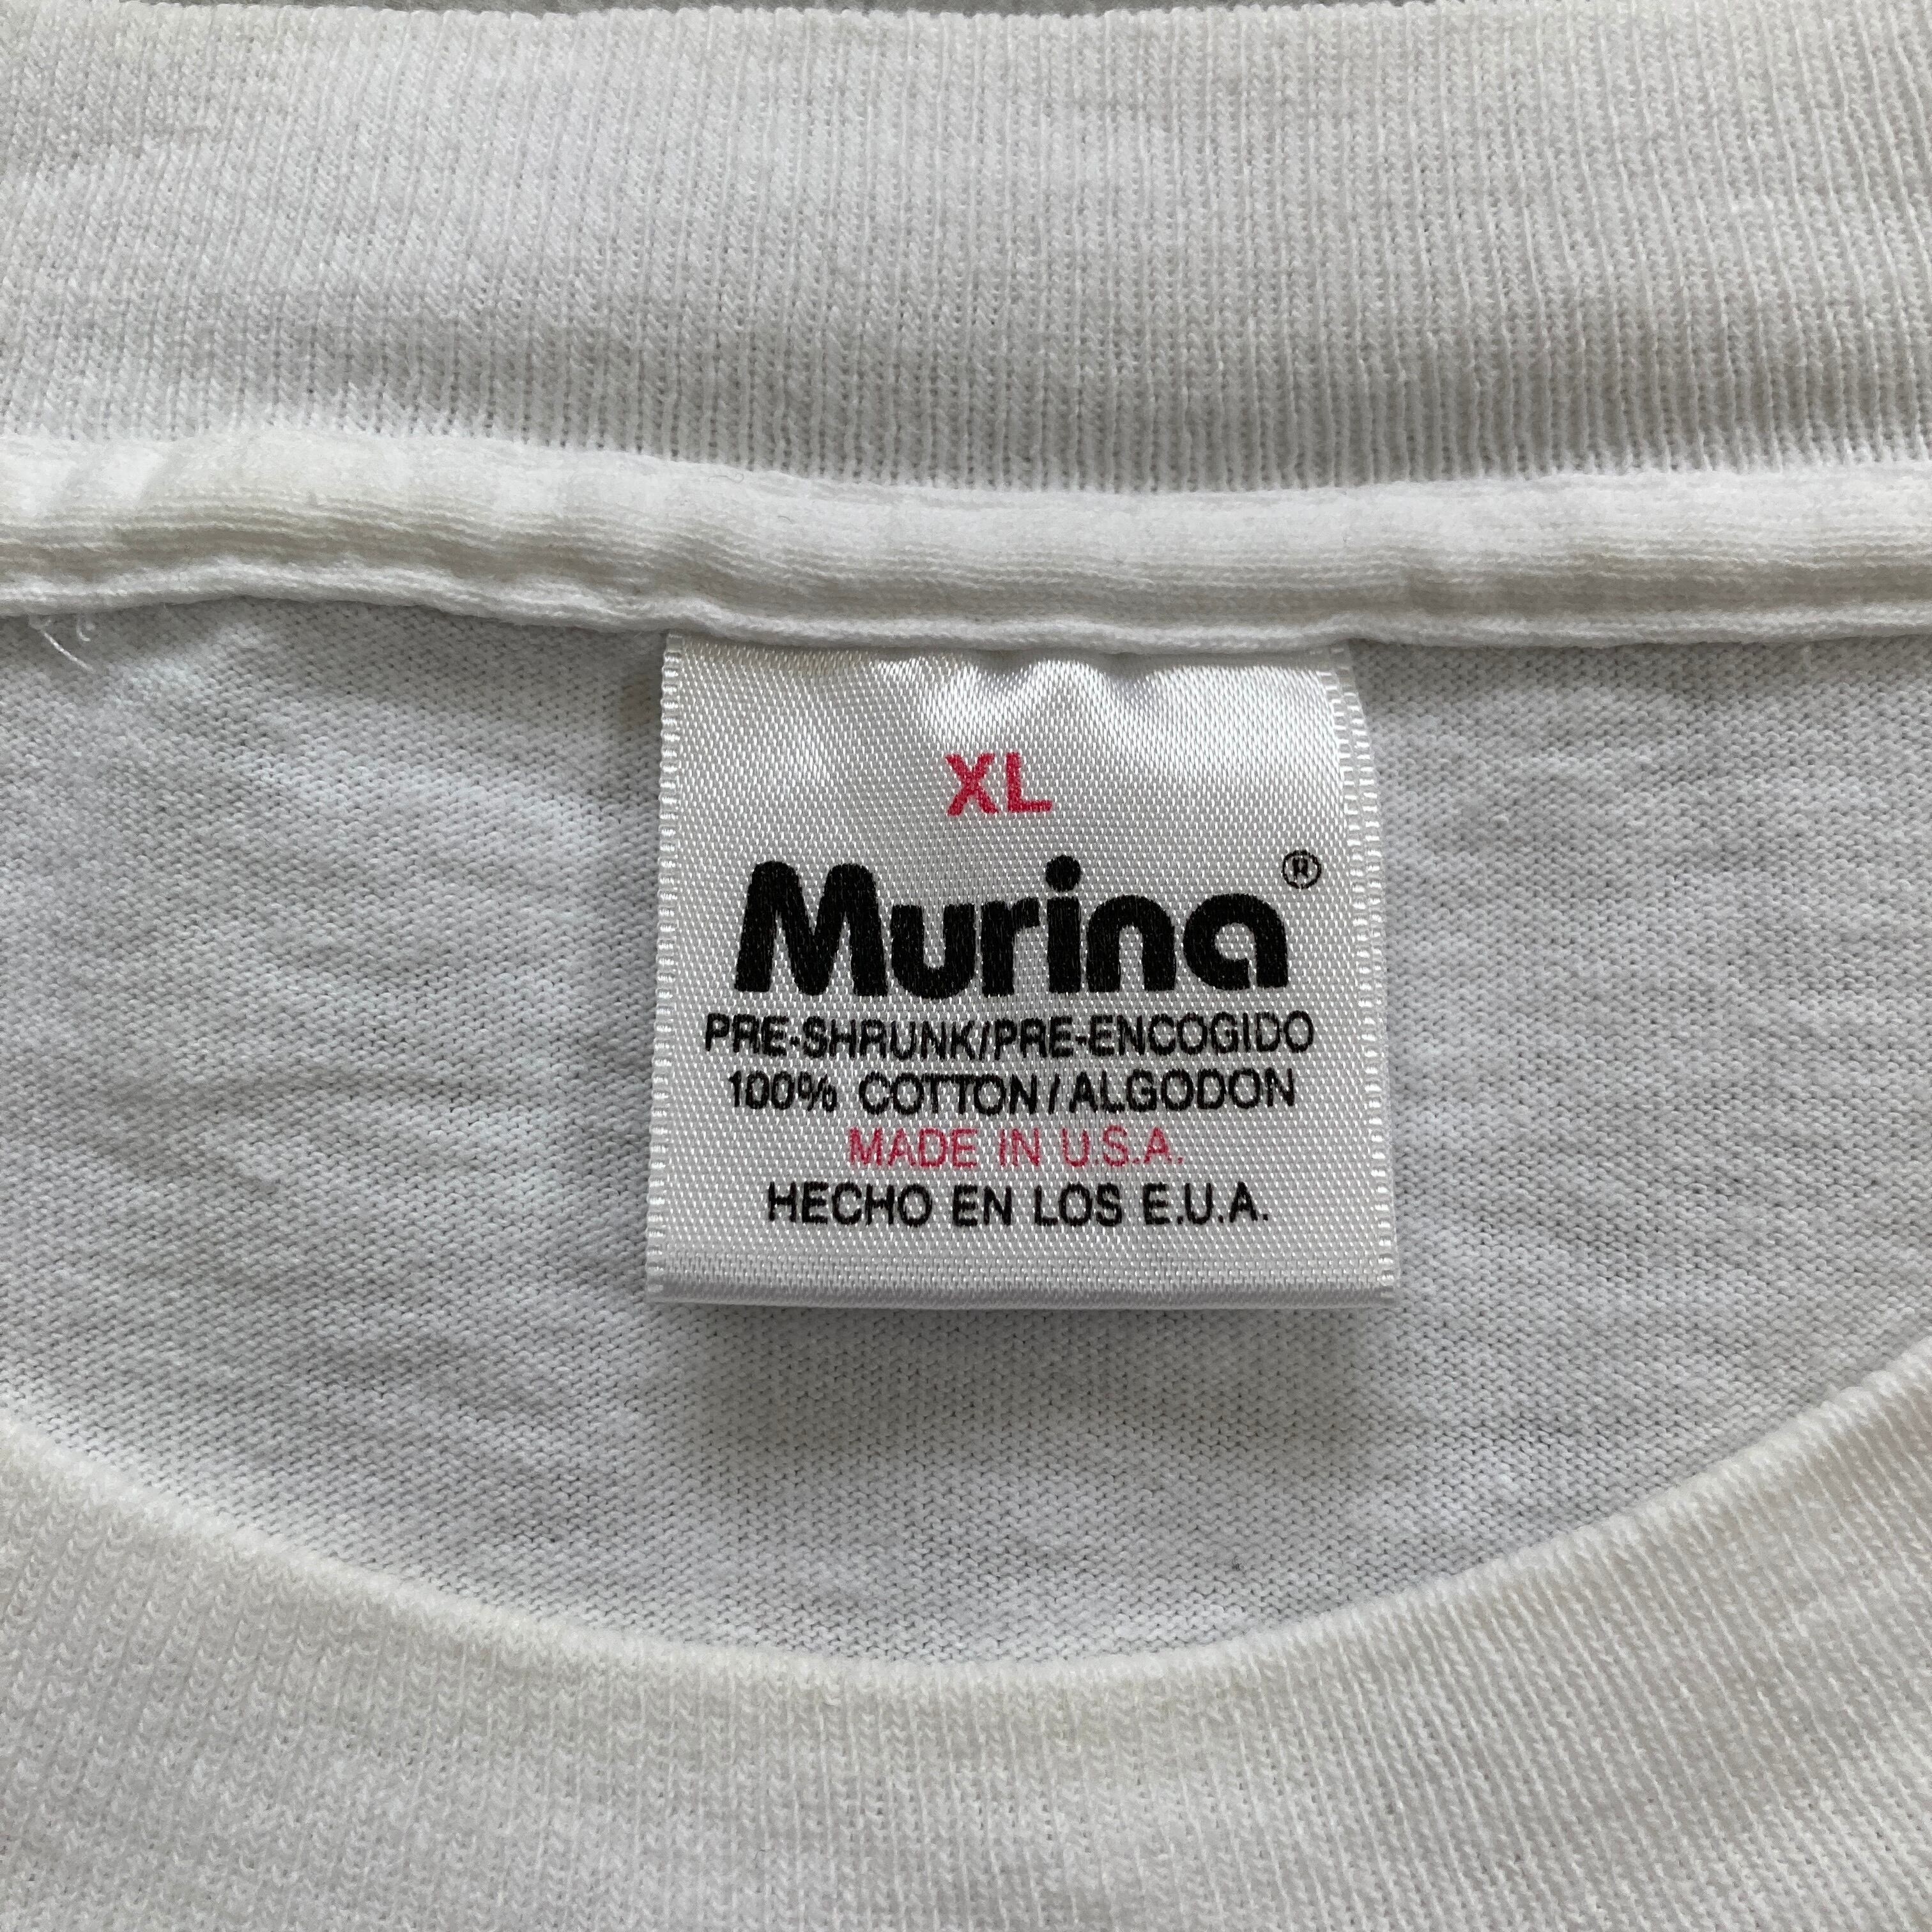 XL
Murina®
PRE-SHRUNK/PRE-ENCOGIDO
100% COTTON/ALGODON
MADE IN U.S.A.
HECHO EN LOS E.U.A.